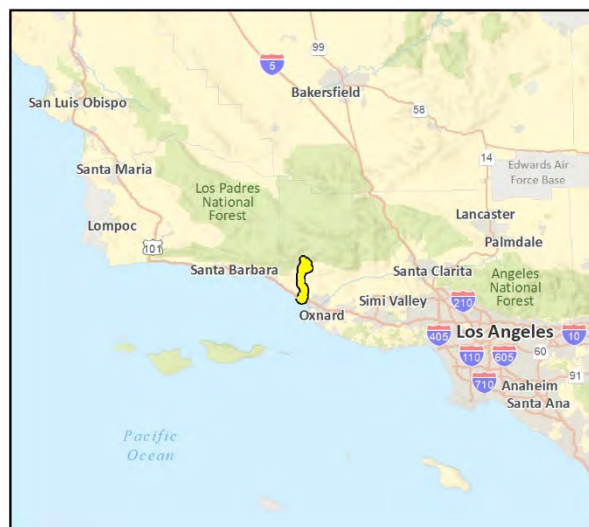 99
5
Bakersfield
San Luis Obispo
58
14
Santa Maria
Edwards Air
Force Base
Los Padres
National
Forest
Lancaster
Lompoc
101
Palmdale
Santa Barbara
Santa Clarita
Angeles
National
Forest
210
Simi Valley
Oxnard
405
Los Angeles
10
110
605
60
91
710
Anaheim
Santa Ana
Pacific
Ocean